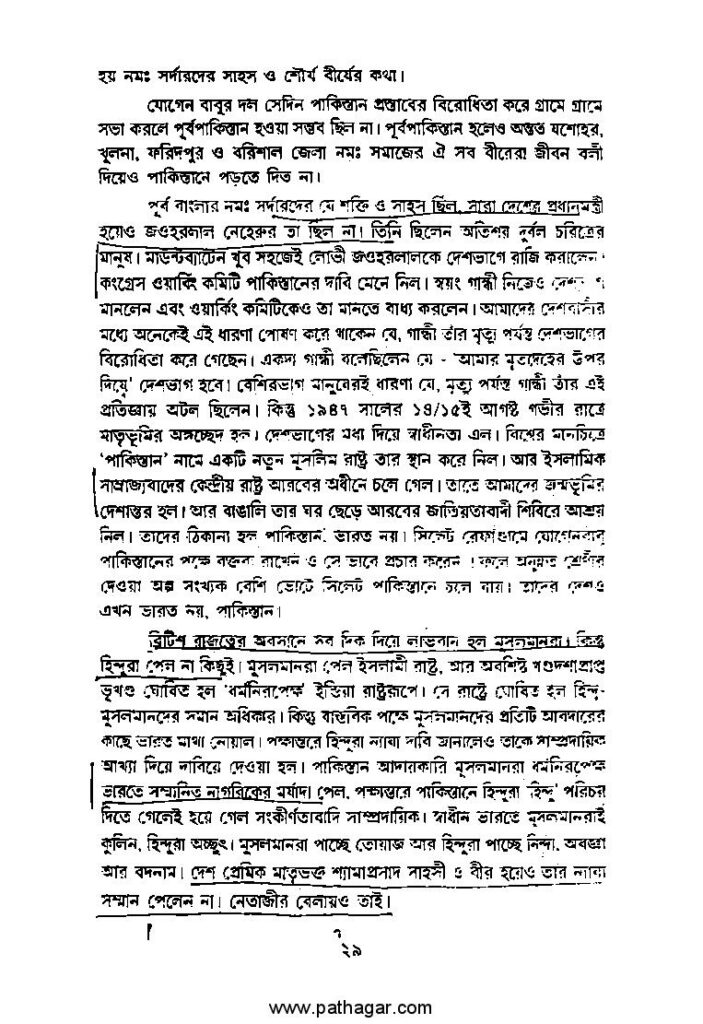 হয় নমঃ সর্দারদের সাহস ও শৌর্য বীর্যের কথা।
যোগেন বাবুর দল সেদিন পাকিস্তান প্রস্তাবের বিরোধিতা করে গ্রামে গ্রামে
সভা করলে পূর্বপাকিস্তান হওয়া সম্ভব ছিল না। পূর্বপাকিস্তান হলেও অন্তত যশোহর,
খুলনা, ফরিদপুর ও বরিশাল জেলা নমঃ সমাজের ঐ সব বীরেরা জীবন বলী
দিয়েও পাকিস্তানে পড়তে দিত না।
পূর্ব বাংলার নমঃ সর্দারদের যে শক্তি ও সাহস ছিল, সারা দেশের প্রধানমন্ত্রী
হয়েও জওহরলাল নেহেরুর তা ছিল না। তিনি ছিলেন অতিশয় দুর্বল চরিত্রের
মানুষ। মাউন্টব্যাটেন খুব সহজেই লোভী জওহরলালকে দেশভাগে রাজি করালেন।
কংগ্রেস ওয়ার্কিং কমিটি পাকিস্তানের দাবি মেনে নিল। স্বয়ং গান্ধী নিজেও
মানলেন এবং ওয়ার্কিং কমিটিকেও তা মানতে বাধ্য করলেন। আমাদের দেশবাসীর
মধ্যে অনেকেই এই ধারণা পোষণ করে থাকেন যে, গান্ধী তাঁর মৃত্যু পর্যন্ত দেশভাগের
বিরোধিতা করে গেছেন। একদা গান্ধী বলেছিলেন যে - 'আমার মৃতদেহের উপর
দিয়ে' দেশভাগ হবে। বেশিরভাগ মানুষেরই ধারণা যে, মৃত্যু পর্যন্ত গান্ধী তাঁর এই
প্রতিজ্ঞায় অটল ছিলেন। কিন্তু ১৯৪৭ সালের ১৪/১৫ই আগষ্ট গভীর রাত্রে
মাতৃভূমির অঙ্গচ্ছেদ হল। দেশভাগের মধ্য দিয়ে স্বাধীনতা এল। বিশ্বের মানচিত্রে
'পাকিস্তান' নামে একটি নতুন মুসলিম রাষ্ট্র তার স্থান করে নিল। আর ইসলামিক
সাম্রাজ্যবাদের কেন্দ্রীয় রাষ্ট্র আরবের অধীনে চলে গেল। তাতে আমাদের জন্মভূমির
দেশান্তর হল। আর বাঙালি তার ঘর ছেড়ে আরবের জাতিয়তাবাদী শিবিরে আশ্রয়
নিল। তাদের ঠিকানা হল পাকিস্তান, ভারত নয়। সিলেট রেফাণ্ডামে যোগেনবাবু
পাকিস্তানের পক্ষে বক্তব্য রাখেন ও সে ভাবে প্রচার করেন। ফলে অনুন্নত শ্রেণীর
দেওয়া অল্প সংখ্যক বেশি ভোটে সিলেট পাকিস্তানে চলে যায়। তাদের দেশও
এখন ভারত নয়, পাকিস্তান।
ব্রিটিশ রাজত্বের অবসানে সব দিক দিয়ে লাভবান হল মুসলমানরা। কিন্তু
হিন্দুরা পেল না কিছুই। মুসলমানরা পেল ইসলামী রাষ্ট্র, আর অবশিষ্ট খণ্ডদশাপ্রাপ্ত
ভূখণ্ড ঘোষিত হল 'ধর্মনিরপেক্ষ' ইন্ডিয়া রাষ্ট্ররূপে। সে রাষ্ট্রে ঘোষিত হল হিন্দু-
মুসলমানদের সমান অধিকার। কিন্তু বাস্তবিক পক্ষে মুসলমানদের প্রতিটি আবদারের
কাছে ভারত মাথা নোয়াল। পক্ষান্তরে হিন্দুরা ন্যায্য দাবি জানালেও তাকে সাম্প্রদায়িক
আখ্যা দিয়ে দাবিয়ে দেওয়া হল। পাকিস্তান আদায়কারি মুসলমানরা ধর্মনিরপেক্ষ
ভারতে সম্মানিত নাগরিকের মর্যাদা পেল, পক্ষান্তরে পাকিস্তানে হিন্দুরা 'হিন্দু' পরিচয়
দিতে গেলেই হয়ে গেল সংকীর্ণতাবাদি সাম্প্রদায়িক। স্বাধীন ভারতে মুসলমানরাই
কুলিন, হিন্দুরা অচ্ছুৎ। মুসলমানরা পাচ্ছে তোয়াজ আর হিন্দুরা পাচ্ছে নিন্দা, অবজ্ঞা
আর বদনাম। দেশ প্রেমিক মাতৃভক্ত শ্যামাপ্রসাদ সাহসী ও বীর হয়েও তার ন্যায্য
সম্মান পেলেন না। নেতাজীর বেলায়ও তাই।
২৯
www.pathagar.com